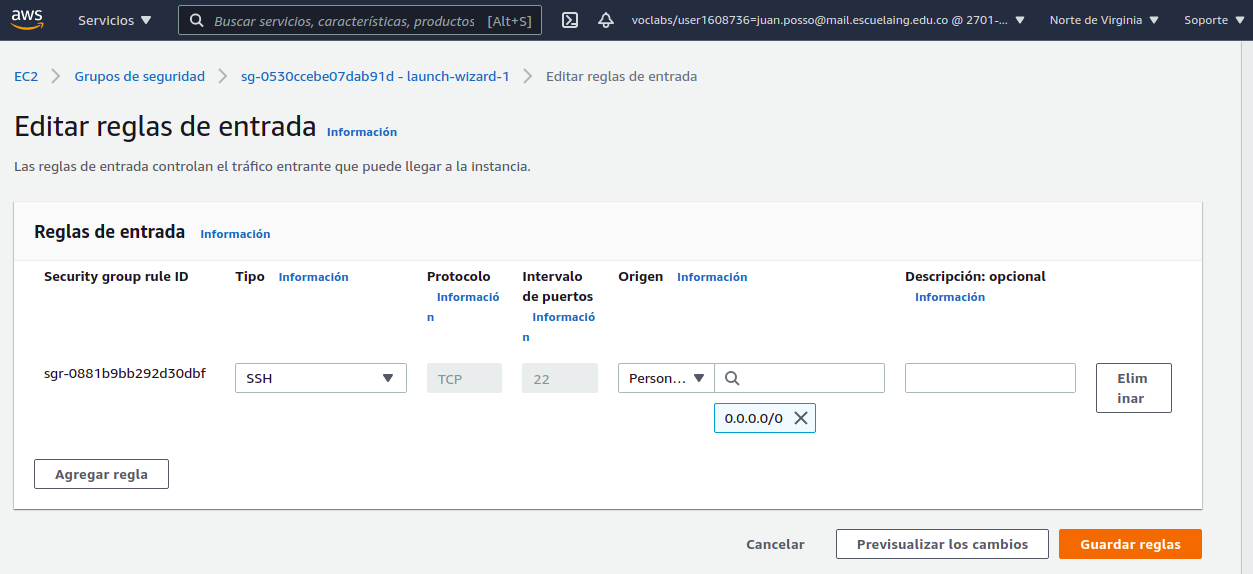 aws Servicios Buscar servicios, características, productos [Alt+S] voclabs/user1608736=juan.posso@mail.escuelaing.edu.co @ 2701-... Norte de Virginia Soporte
EC2 Grupos de seguridad sg-0530ccebe07dab91d - launch-wizard-1 Editar reglas de entrada
Editar reglas de entrada Información
Las reglas de entrada controlan el tráfico entrante que puede llegar a la instancia.
Reglas de entrada Información
Security group rule ID Tipo Información Protocolo Intervalo Origen Información Descripción: opcional
Informació de puertos Información
n Informació
n
sgr-0881b9bb292d30dbf SSH TCP 22 Person... Elim
inar
0.0.0.0/0
Agregar regla
Cancelar Previsualizar los cambios Guardar reglas